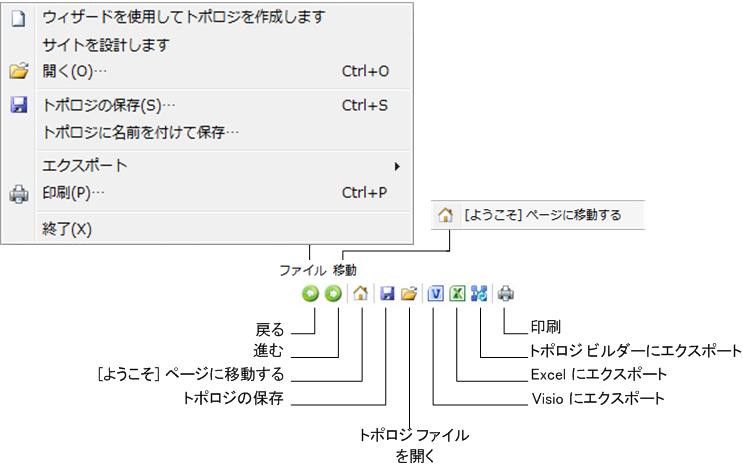 ウィザードを使用してトポロジを作成します
サイトを設計します
開く(O)… Ctrl+O
トポロジの保存(S)… Ctrl+S
トポロジに名前を付けて保存…
エクスポート
印刷(P)… Ctrl+P
終了(X)
[ようこそ] ページに移動する
ファイル 移動
戻る
進む
[ようこそ] ページに移動する
トポロジの保存
トポロジ ファイル
を開く
印刷
トポロジ ビルダーにエクスポート
Excel にエクスポート
Visio にエクスポート